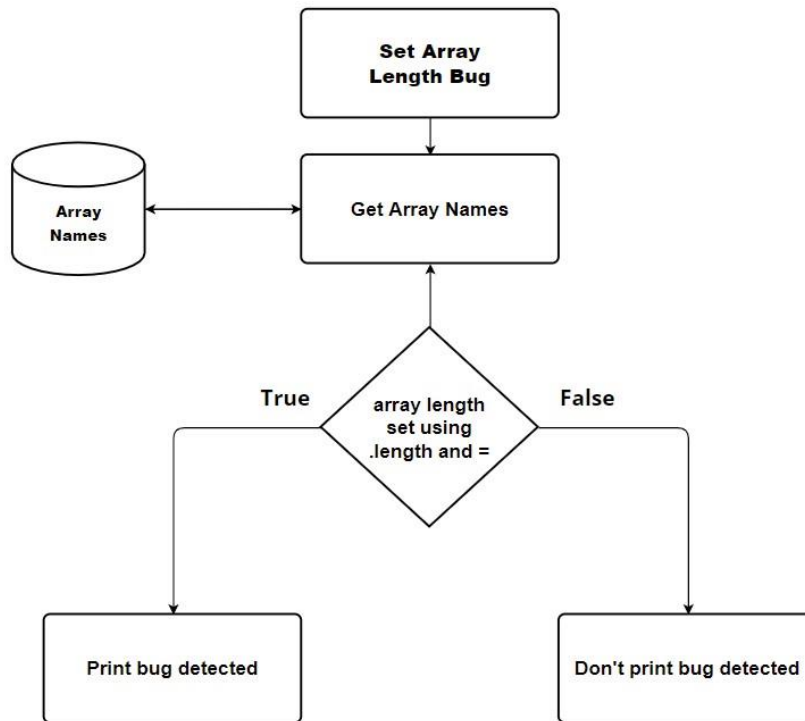 Set Array
Length Bug
Array
Names
Get Array Names
True
array length
set using
.length and =
False
Print bug detected
Don't print bug detected